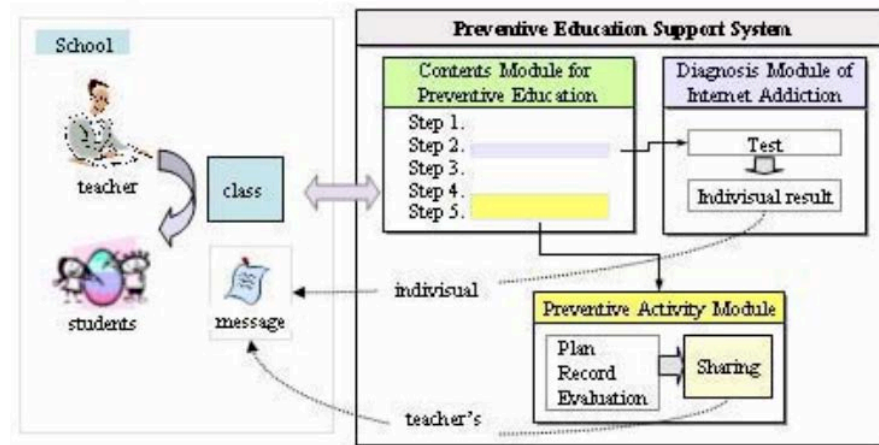 School
teacher
class
students
message
Preventive Education Support System
Contents Module for
Preventive Education
Step 1.
Step 2.
Step 3.
Step 4.
Step 5.
Diagnosis Module of
Internet Addiction
Test
Indivisual result
indivisual
Preventive Activity Module
Plan
Record
Evaluation
Sharing
teacher's